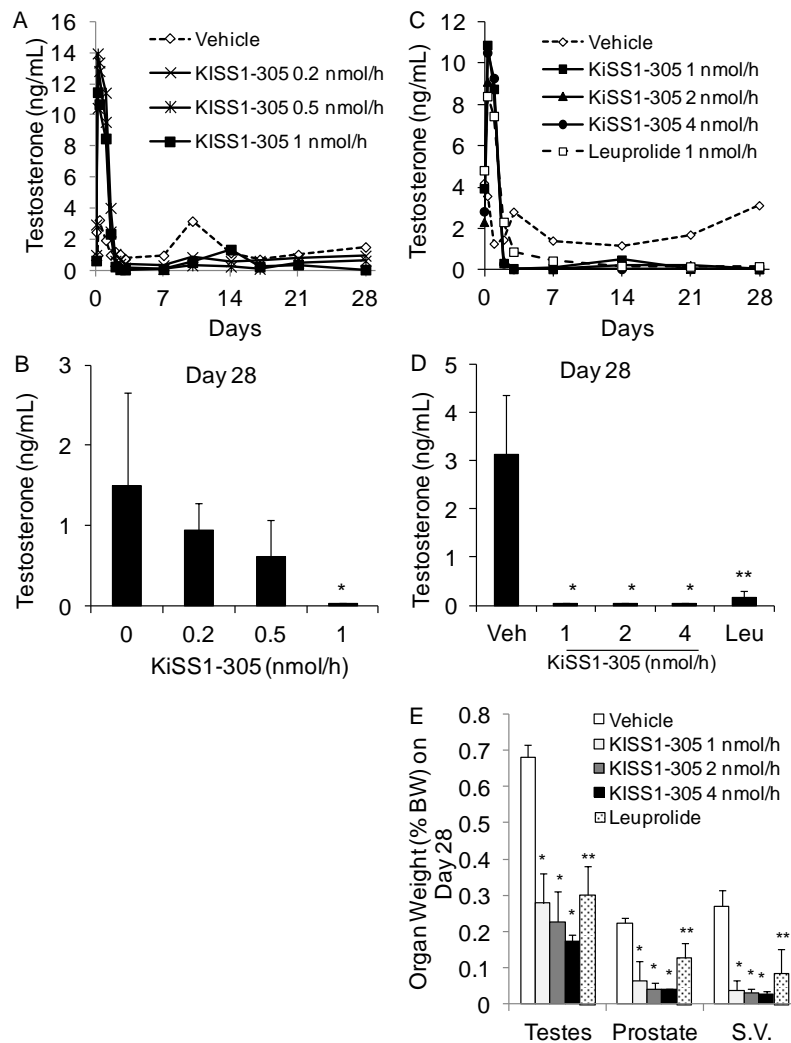 A
Testosterone (ng/mL)
16
14
12
10
8
6
4
2
0
Vehicle
KISS1-305 0.2 nmol/h
KISS1-305 0.5 nmol/h
KISS1-305 1 nmol/h
0 7 14 21 28
Days
C
Testosterone (ng/mL)
12
10
8
6
4
2
0
Vehicle
KiSS1-305 1 nmol/h
KiSS1-305 2 nmol/h
KiSS1-305 4 nmol/h
Leuprolide 1 nmol/h
0 7 14 21 28
Days
B
Day 28
Testosterone (ng/mL)
3
2
1
0
*
0 0.2 0.5 1
KiSS1-305 (nmol/h)
D
Day 28
Testosterone (ng/mL)
5
4
3
2
1
0
* * * **
Veh 1 2 4 Leu
KiSS1-305 (nmol/h)
E
Organ Weight (% BW) on
Day 28
0.8
0.7
0.6
0.5
0.4
0.3
0.2
0.1
0
Vehicle
KISS1-305 1 nmol/h
KISS1-305 2 nmol/h
KISS1-305 4 nmol/h
Leuprolide
* * * **
* * * **
* * * **
Testes Prostate S.V.